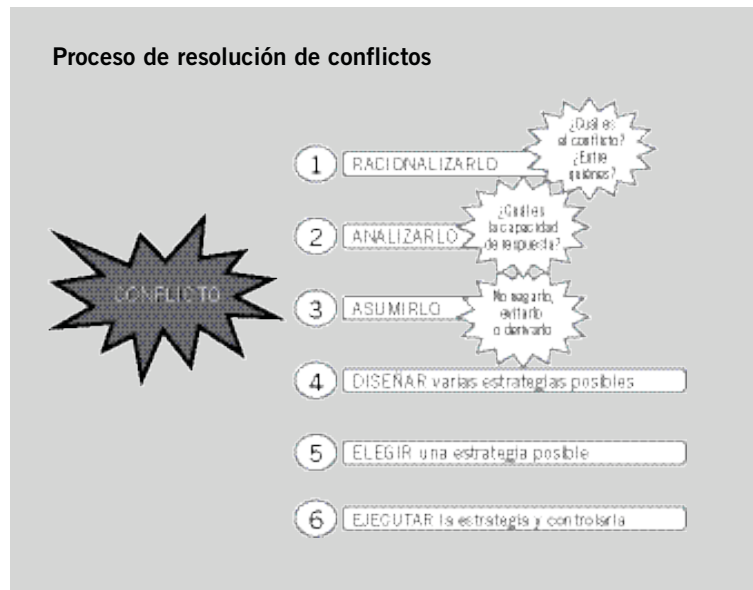 Proceso de resolución de conflictos
CONFLICTO
1 RACIONALIZARLO
¿Cuál es
el conflicto?
¿Entre
quiénes?
2 ANALIZARLO
¿Cuál es
la capacidad
de respuesta?
3 ASUMIRLO
No negarlo,
evitarlo
o derivarlo
4 DISEÑAR varias estrategias posibles
5 ELEGIR una estrategia posible
6 EJECUTAR la estrategia y controlarla